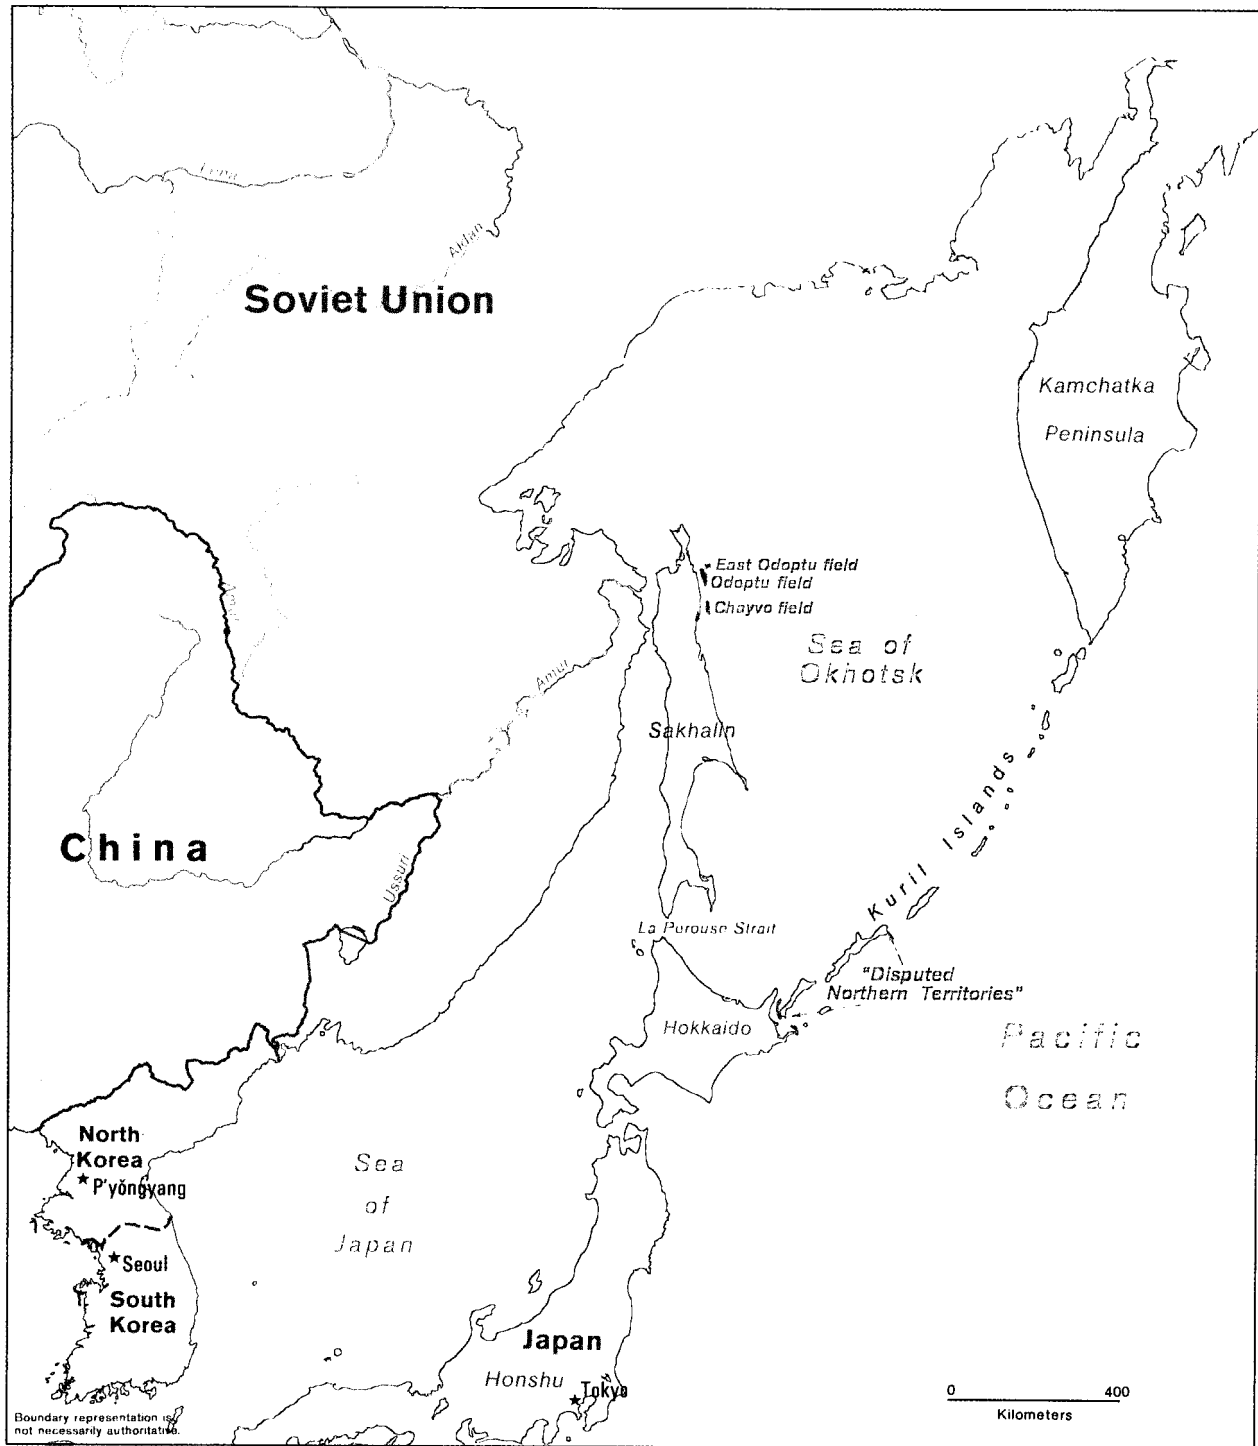 Lena
Aldan
Soviet Union
Kamchatka
Peninsula
East Odoptu field
Odoptu field
Chayvo field
Amur
Sea of
Okhotsk
Amur
Sakhalin
Kuril Islands
China
Ussuri
La Perouse Strait
"Disputed
Northern Territories"
Hokkaido
Pacific
Ocean
North
Korea
P'yŏngyang
Sea
of
Japan
Seoul
South
Korea
Japan
Honshu
Tokyo
0 400
Kilometers
Boundary representation is
not necessarily authoritative.